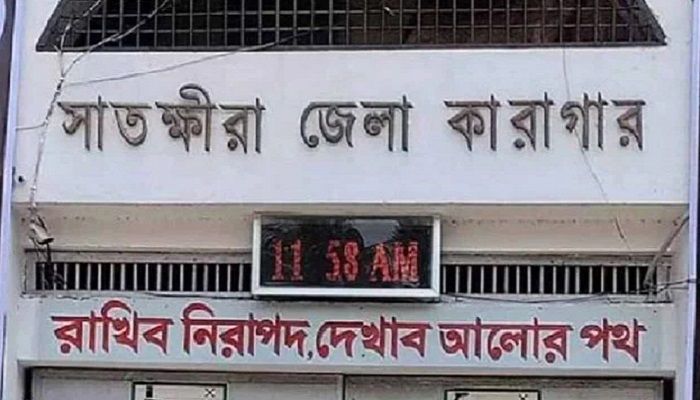 সাতক্ষীরা জেলা কারাগার
11 58 AM
রাখিব নিরাপদ,দেখাব আলোর পথ